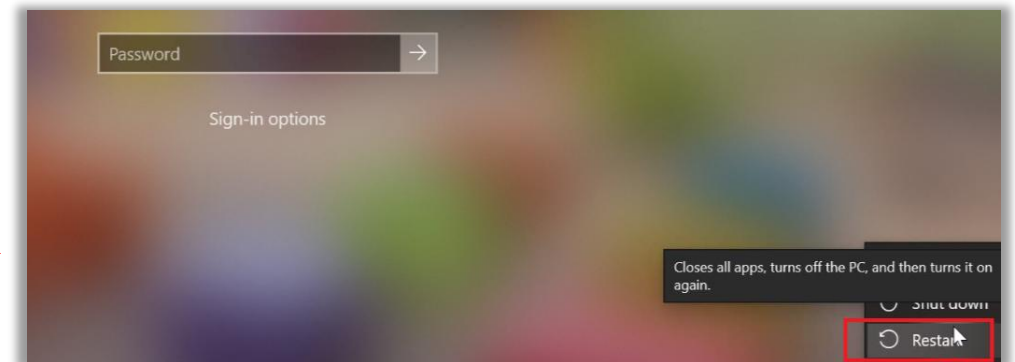 Password
Sign-in options
Closes all apps, turns off the PC, and then turns it on
again.
Shut down
Restart